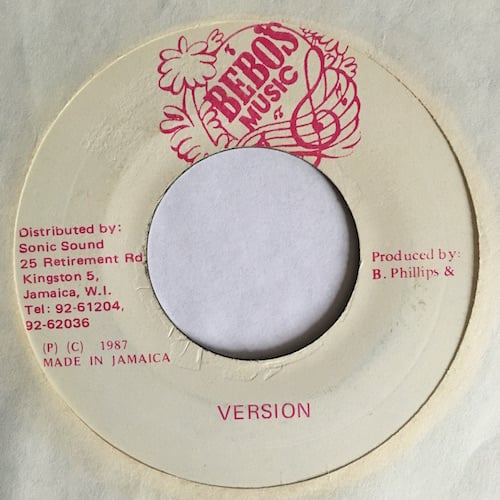 BEBO'S
MUSIC
Distributed by:
Sonic Sound
25 Retirement Rd
Kingston 5,
Jamaica, W.I.
Tel: 92-61204,
92-62036
(P) (C) 1987
MADE IN JAMAICA
Produced by:
B. Phillips &
VERSION